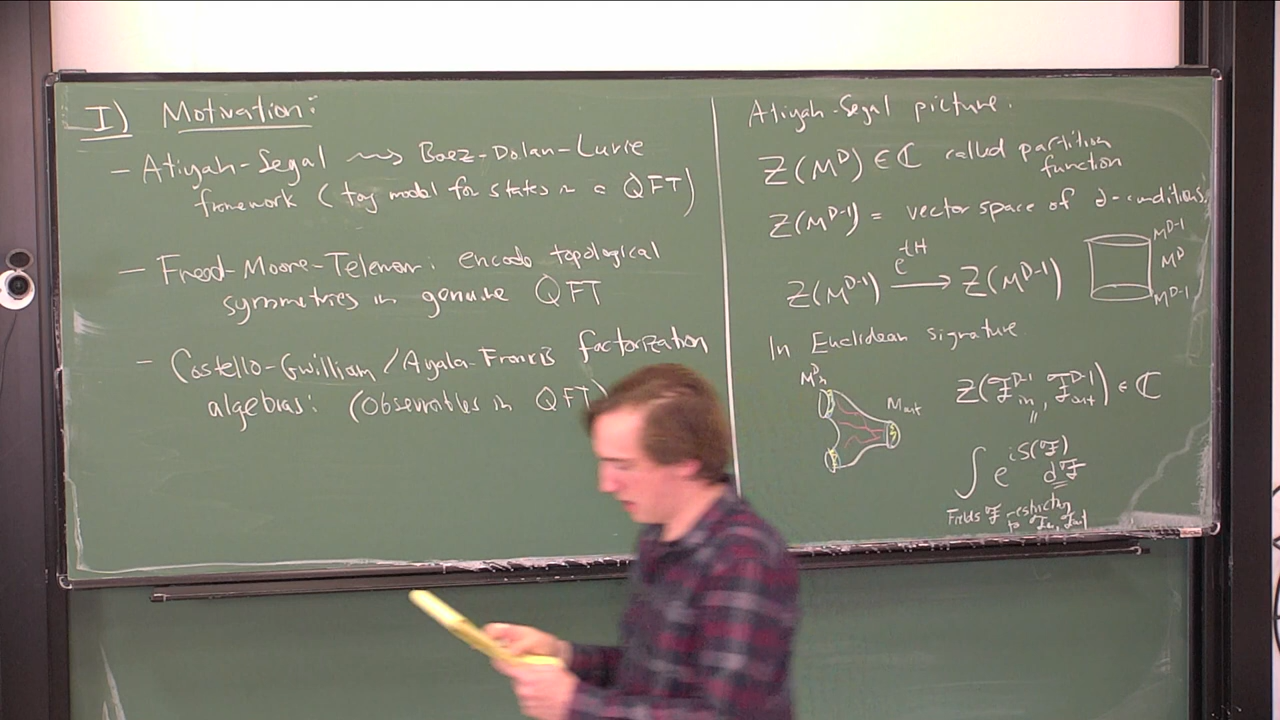 I) Motivation:
- Atiyah-Segal ⇝ Baez-Dolan-Lurie
framework (toy model for states in a QFT)
- Freed-Moore-Teleman: encode topological
symmetries in genuine QFT
- Costello-Gwilliam / Ayala-Francis factorization
algebras: (Observables in QFT)
Atiyah-Segal picture.
Z(M^D) ∈ ℂ called partition
function
Z(M^{D-1}) = vector space of ∂-conditions.
Z(M^{D-1}) —e^{-tH}→ Z(M^{D-1})
M^{D-1}
M^D
M^{D-1}
In Euclidean signature.
M^D_in
M_out
Z(F^{D-1}_in, F^{D-1}_out) ∈ ℂ
=
∫ e^{iS(F)} dF
Fields F restricting
to F_in, F_out